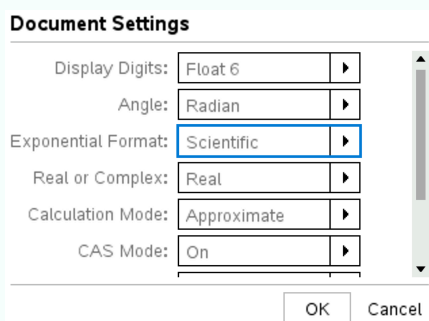 Document Settings
Display Digits: Float 6
Angle: Radian
Exponential Format: Scientific
Real or Complex: Real
Calculation Mode: Approximate
CAS Mode: On
OK Cancel